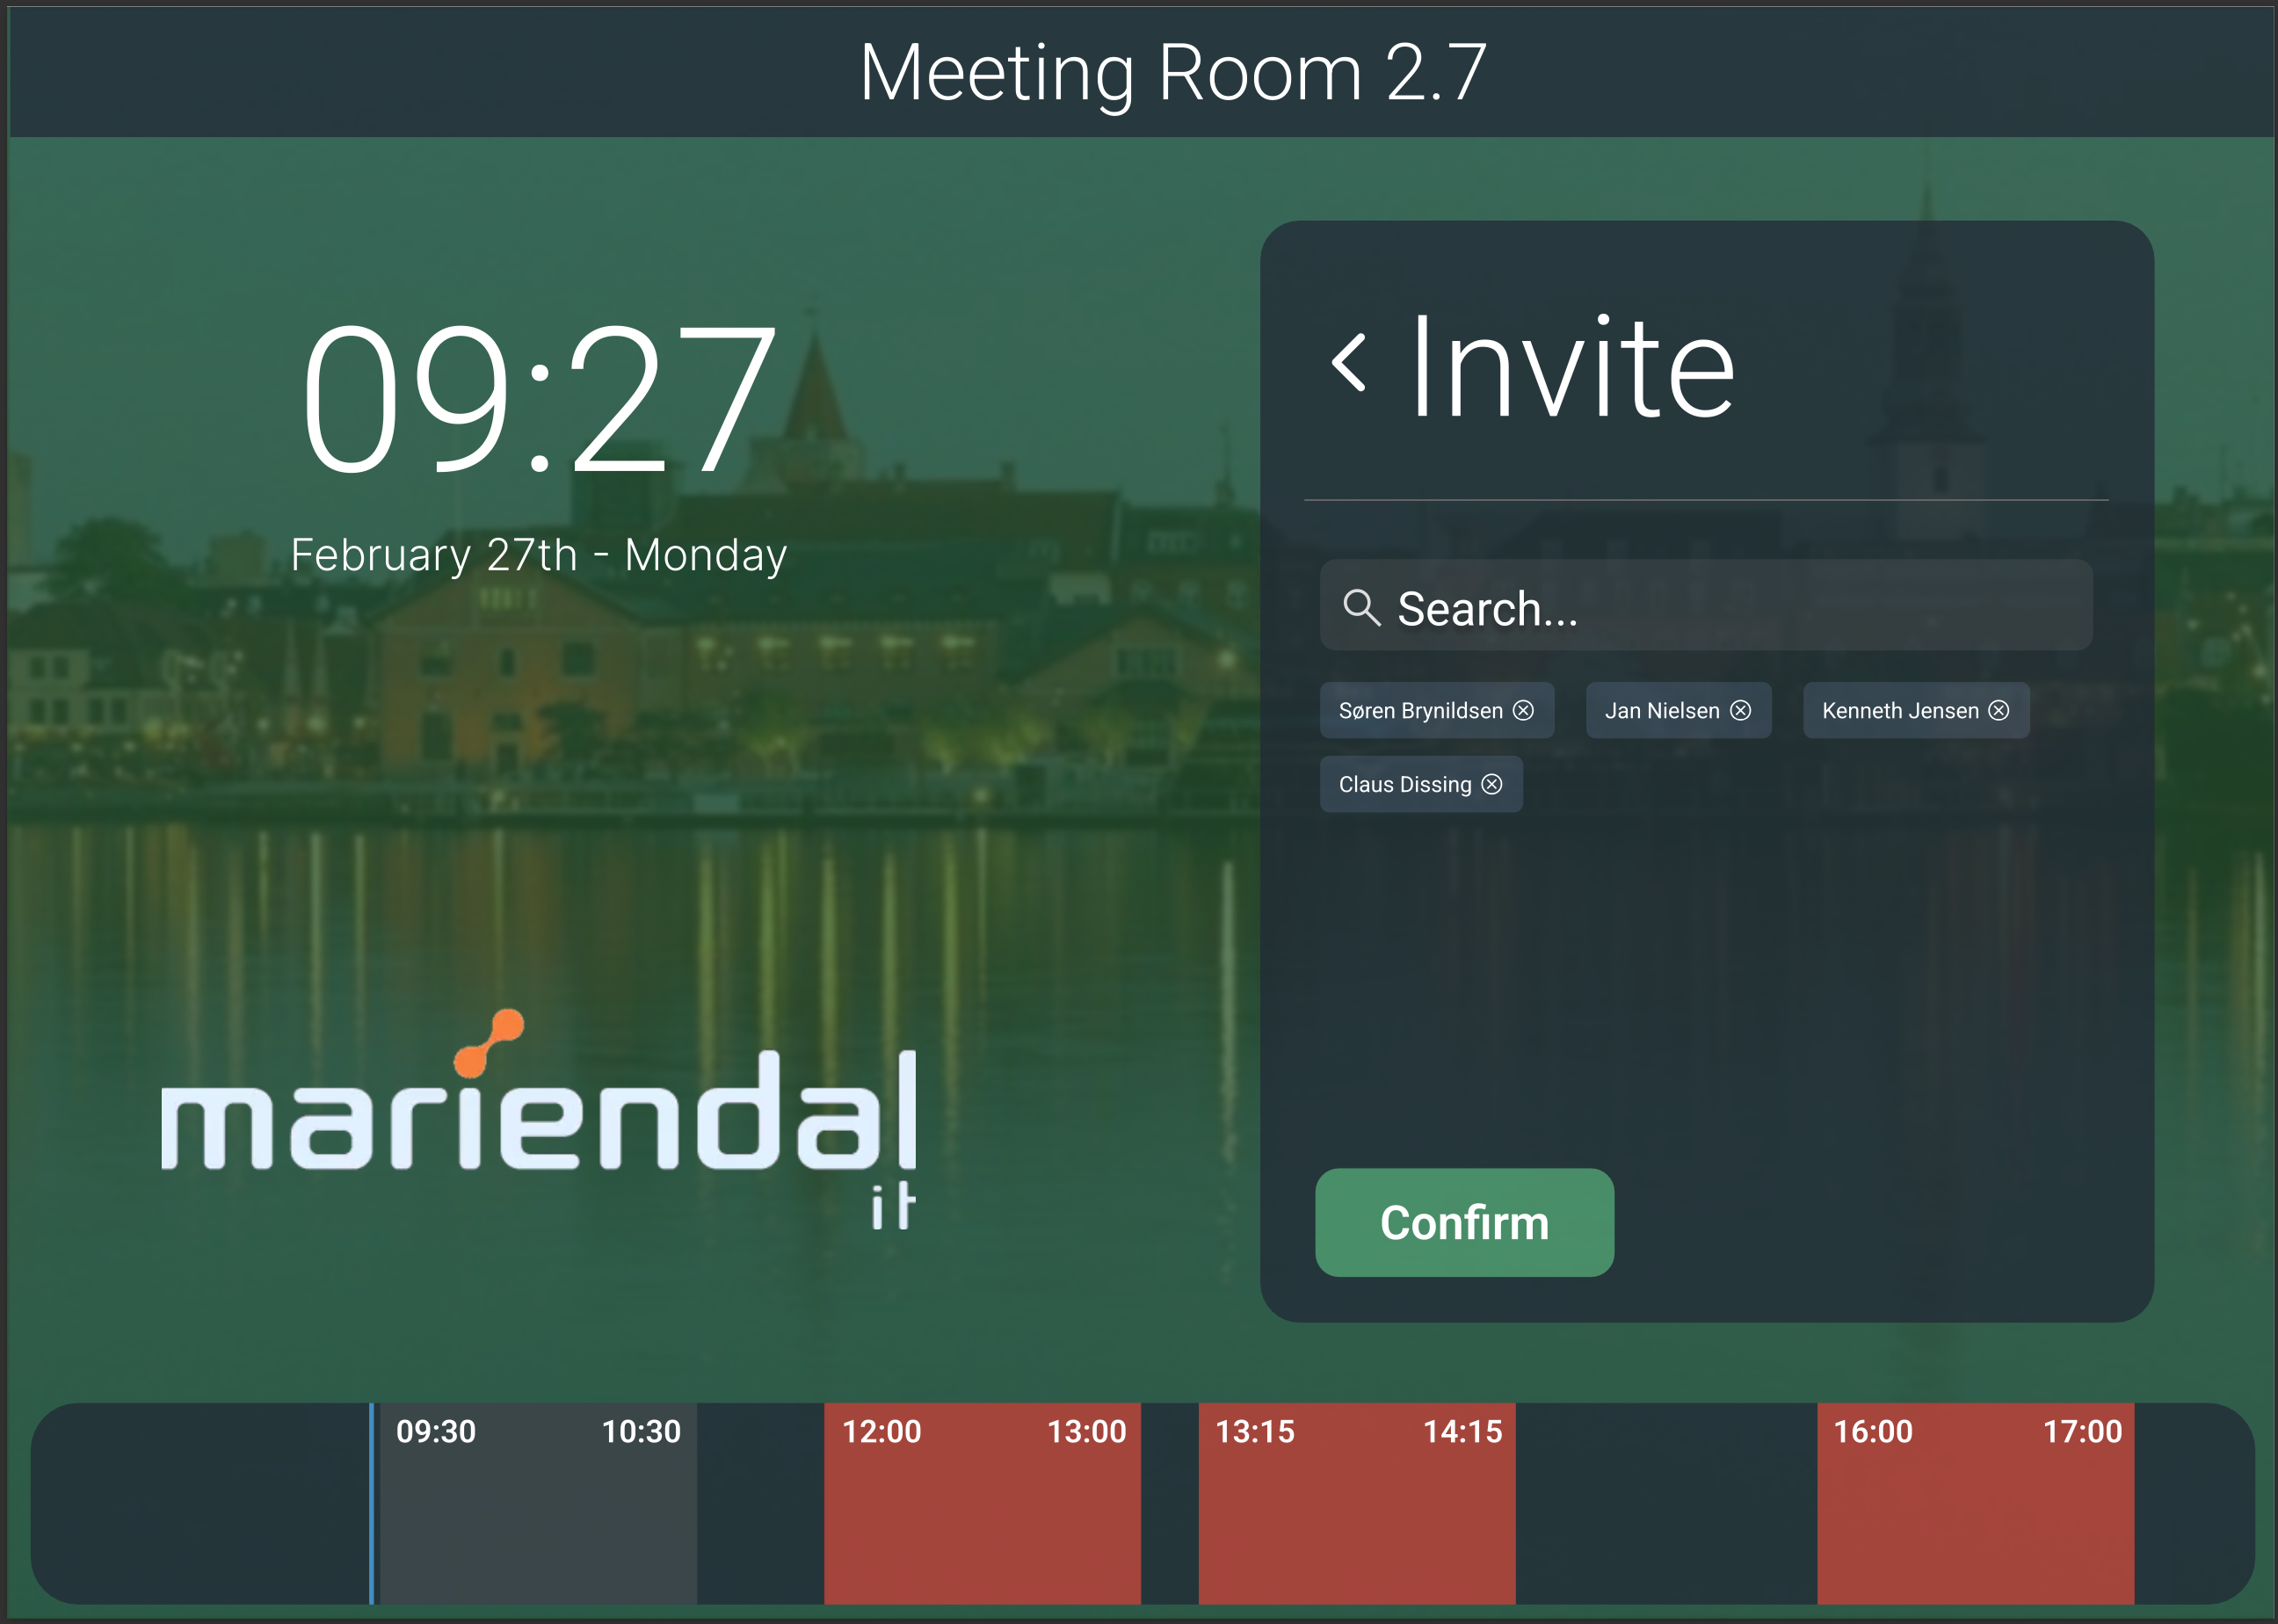 Meeting Room 2.7
09:27
February 27th - Monday
mariendal
it
Invite
Search...
Søren Brynildsen
Jan Nielsen
Kenneth Jensen
Claus Dissing
Confirm
09:30 10:30 12:00 13:00 13:15 14:15 16:00 17:00